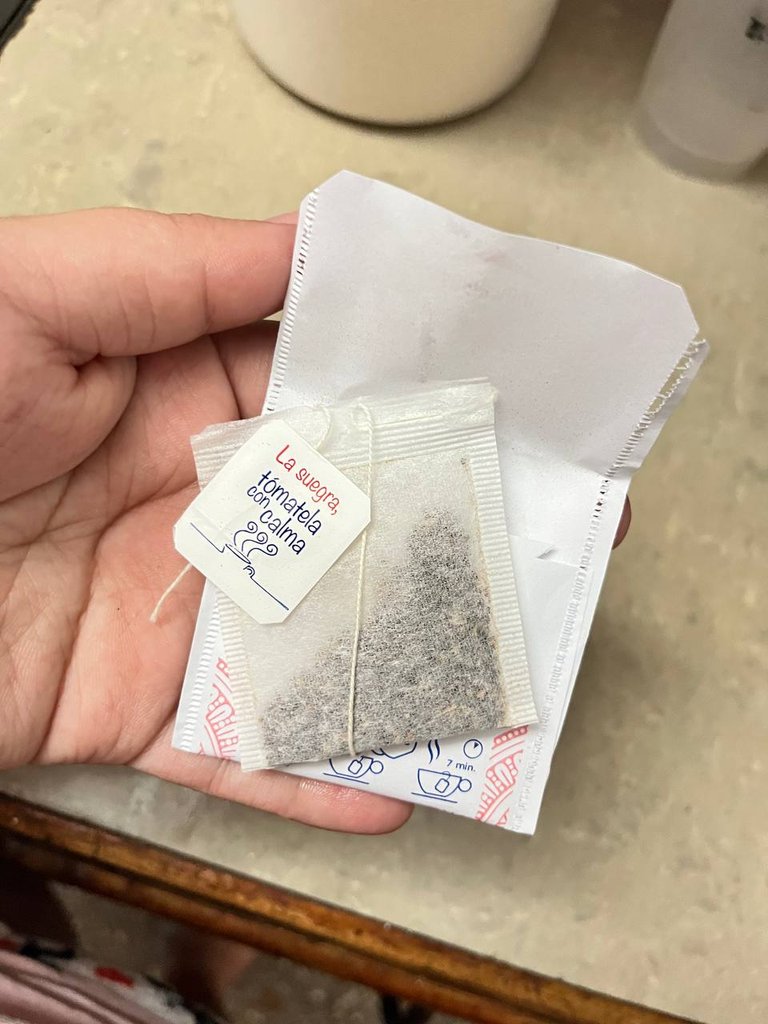 La suegra,
tómatela
con
calma
7 min.